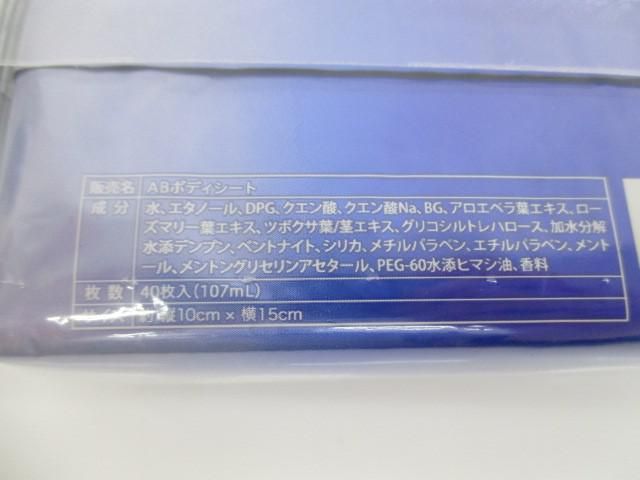 販売名 ABボディシート
成分 水、エタノール、DPG、クエン酸、クエン酸Na、BG、アロエベラ葉エキス、ロー
ズマリー葉エキス、ツボクサ葉/茎エキス、グリコシルトレハロース、加水分解
水添デンプン、ベントナイト、シリカ、メチルパラベン、エチルパラベン、メント
ール、メントングリセリンアセタール、PEG-60水添ヒマシ油、香料
枚数 40枚入(107mL)
サイズ 約縦10cm × 横15cm